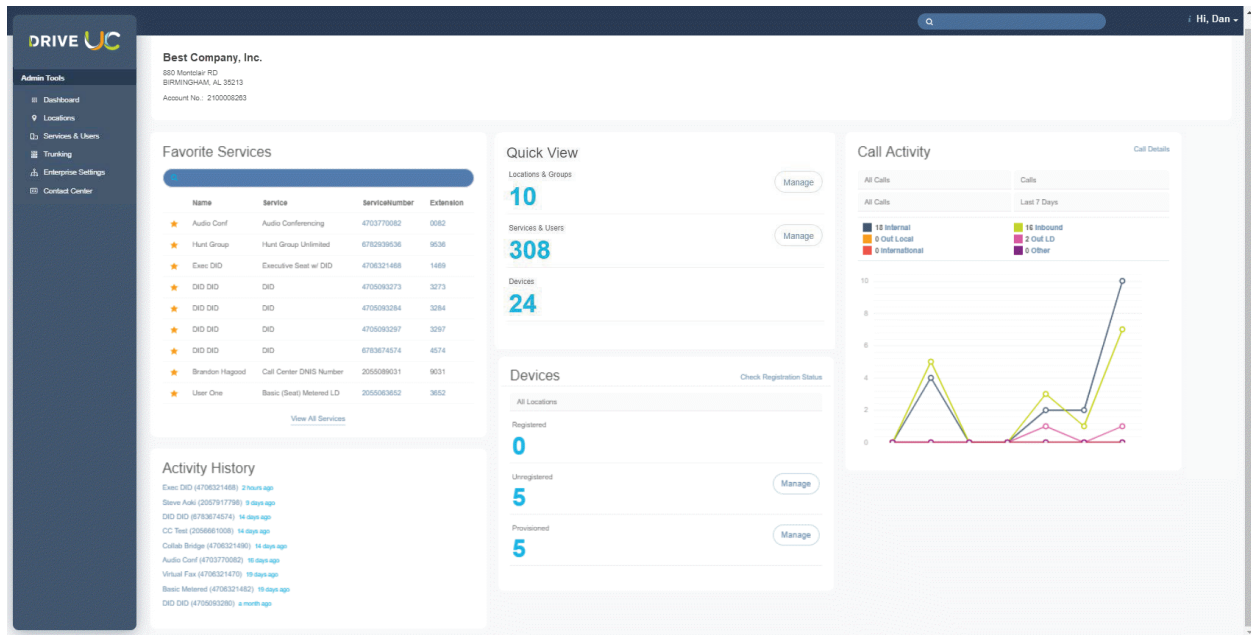 Hi, Dan
DRIVE UC
Admin Tools
Dashboard
Locations
Services & Users
Trunking
Enterprise Settings
Contact Center
Best Company, Inc.
880 Montclair RD
BIRMINGHAM, AL 35213
Account No.: 2100008263
Favorite Services
Name Service ServiceNumber Extension
Audio Conf Audio Conferencing 4703770082 0082
Hunt Group Hunt Group Unlimited 6782939536 9536
Exec DID Executive Seat w/ DID 4706321468 1469
DID DID DID 4705093273 3273
DID DID DID 4705093284 3284
DID DID DID 4705093297 3297
DID DID DID 6783674574 4574
Brandon Hagood Call Center DNIS Number 2055089031 9031
User One Basic (Seat) Metered LD 2055063652 3652
View All Services
Activity History
Exec DID (4706321468) 2 hours ago
Steve Aoki (2057917798) 9 days ago
DID DID (6783674574) 14 days ago
CC Test (2056661008) 14 days ago
Collab Bridge (4706321490) 14 days ago
Audio Conf (4703770082) 16 days ago
Virtual Fax (4706321470) 19 days ago
Basic Metered (4706321482) 19 days ago
DID DID (4705093280) a month ago
Quick View
Locations & Groups
10
Manage
Services & Users
308
Manage
Devices
24
Devices
Check Registration Status
All Locations
Registered
0
Unregistered
5
Manage
Provisioned
5
Manage
Call Activity
Call Details
All Calls Calls
All Calls Last 7 Days
18 Internal 16 Inbound
0 Out Local 2 Out LD
0 International 0 Other
10
8
6
4
2
0